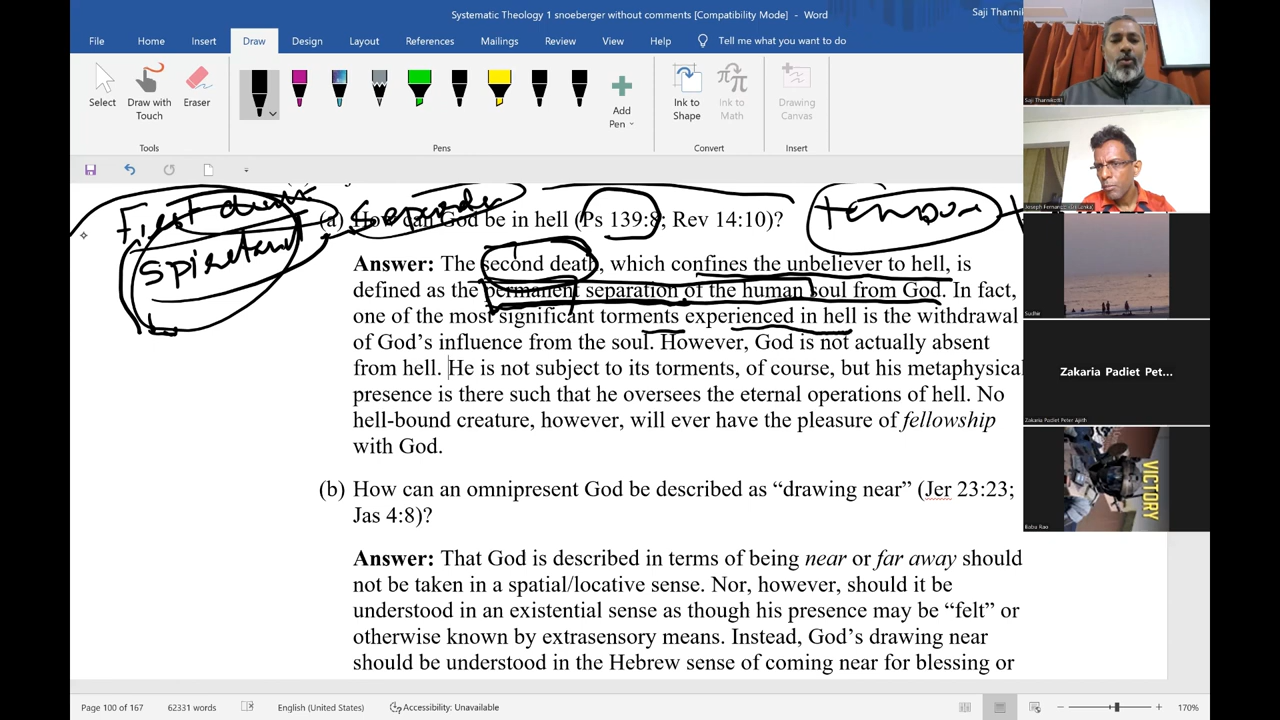 Systematic Theology 1 snoeberger without comments [Compatibility Mode] - Word
Saji Thannik
File Home Insert Draw Design Layout References Mailings Review View Help Tell me what you want to do
Select Draw with Touch Eraser Add Pen Ink to Shape Ink to Math Drawing Canvas
Tools Pens Convert Insert
First
(a) How can God be in hell (Ps 139:8; Rev 14:10)?
Answer: The second death, which confines the unbeliever to hell, is
defined as the permanent separation of the human soul from God. In fact,
one of the most significant torments experienced in hell is the withdrawal
of God’s influence from the soul. However, God is not actually absent
from hell. He is not subject to its torments, of course, but his metaphysical
presence is there such that he oversees the eternal operations of hell. No
hell-bound creature, however, will ever have the pleasure of fellowship
with God.
(b) How can an omnipresent God be described as “drawing near” (Jer 23:23;
Jas 4:8)?
Answer: That God is described in terms of being near or far away should
not be taken in a spatial/locative sense. Nor, however, should it be
understood in an existential sense as though his presence may be “felt” or
otherwise known by extrasensory means. Instead, God’s drawing near
should be understood in the Hebrew sense of coming near for blessing or
Page 100 of 167 62331 words English (United States) Accessibility: Unavailable 170%
Saji Thannikotti
Sudhir
Zakaria Padiet Pet...
Zakaria Padiet Peter Ajith
VICTORY
Babu Rao